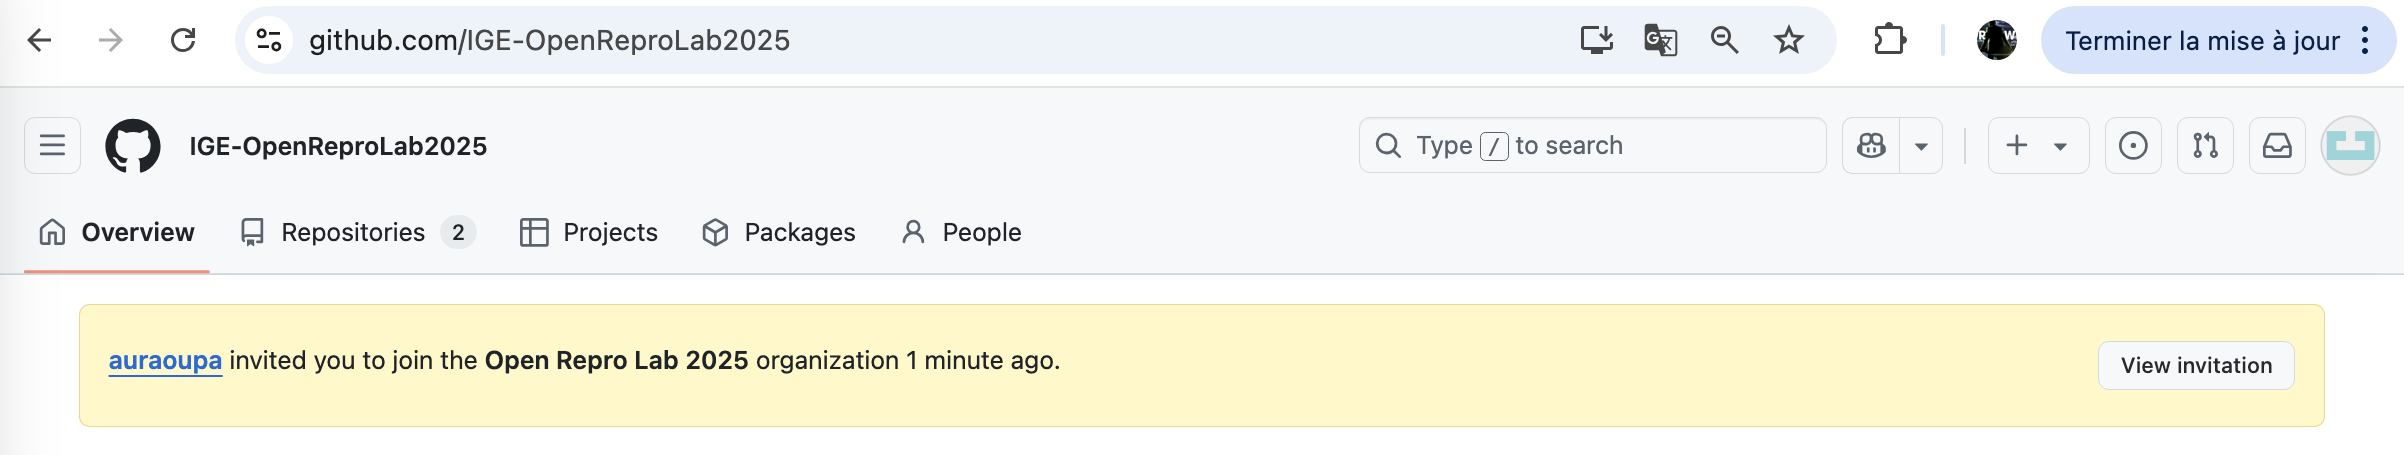 github.com/IGE-OpenReproLab2025
Terminer la mise à jour
IGE-OpenReproLab2025
Type / to search
Overview
Repositories 2
Projects
Packages
People
auraoupa invited you to join the Open Repro Lab 2025 organization 1 minute ago.
View invitation